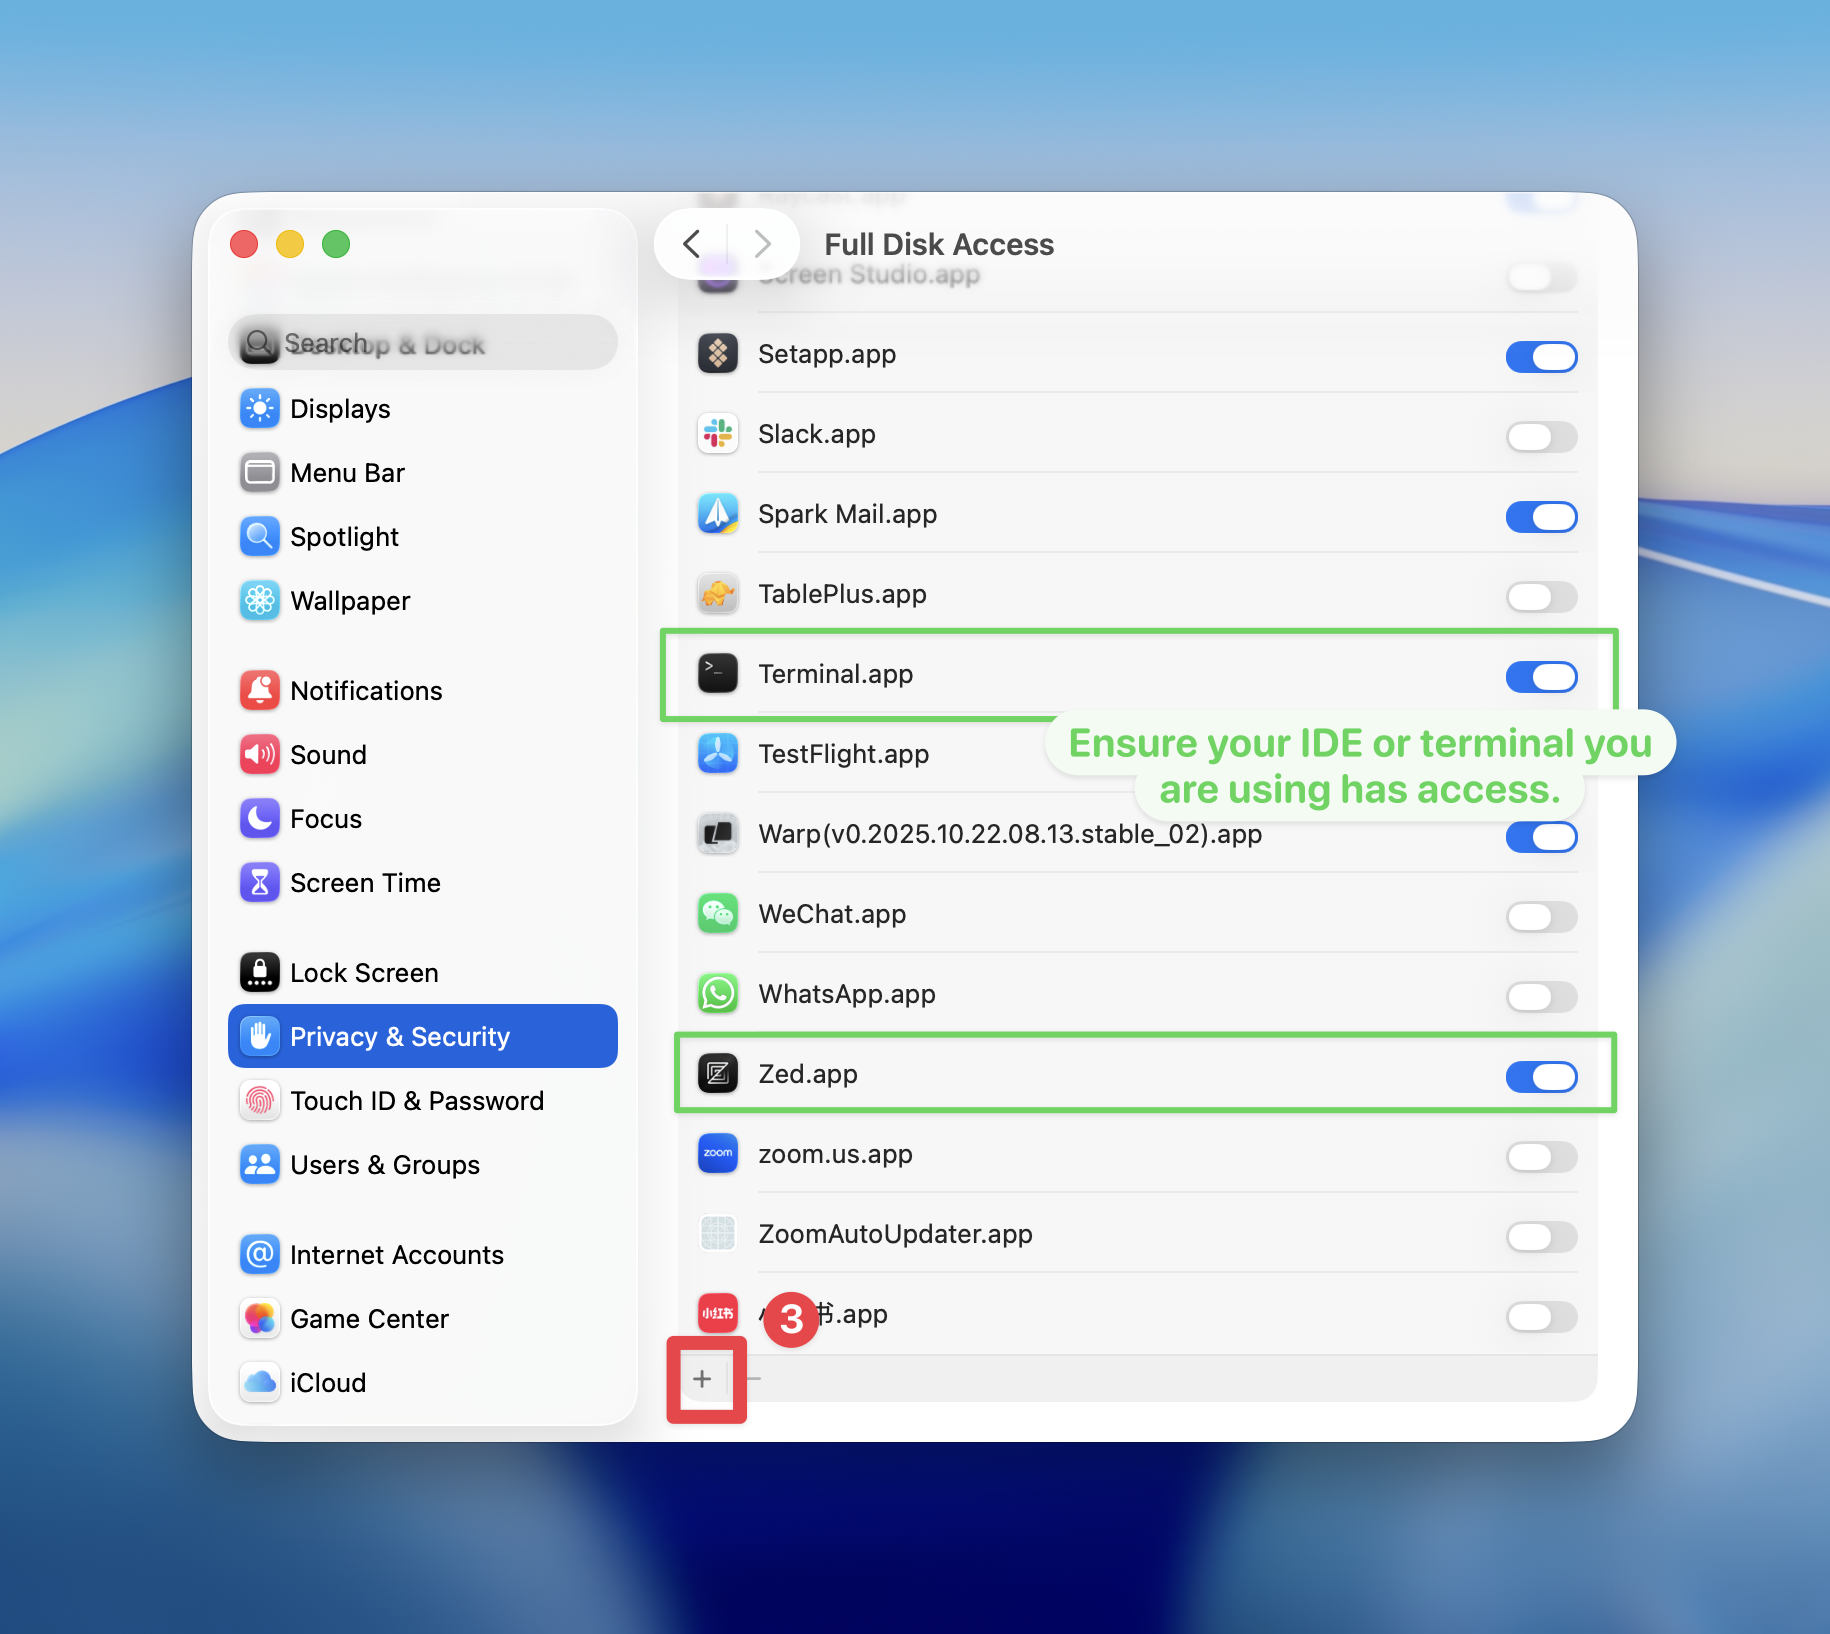 Full Disk Access
Screen Studio.app
Search
Desktop & Dock
Displays
Menu Bar
Spotlight
Wallpaper
Notifications
Sound
Focus
Screen Time
Lock Screen
Privacy & Security
Touch ID & Password
Users & Groups
Internet Accounts
Game Center
iCloud
Setapp.app
Slack.app
Spark Mail.app
TablePlus.app
Terminal.app
Ensure your IDE or terminal you
are using has access.
TestFlight.app
Warp(v0.2025.10.22.08.13.stable_02).app
WeChat.app
WhatsApp.app
Zed.app
zoom
zoom.us.app
ZoomAutoUpdater.app
小红书
书.app
3